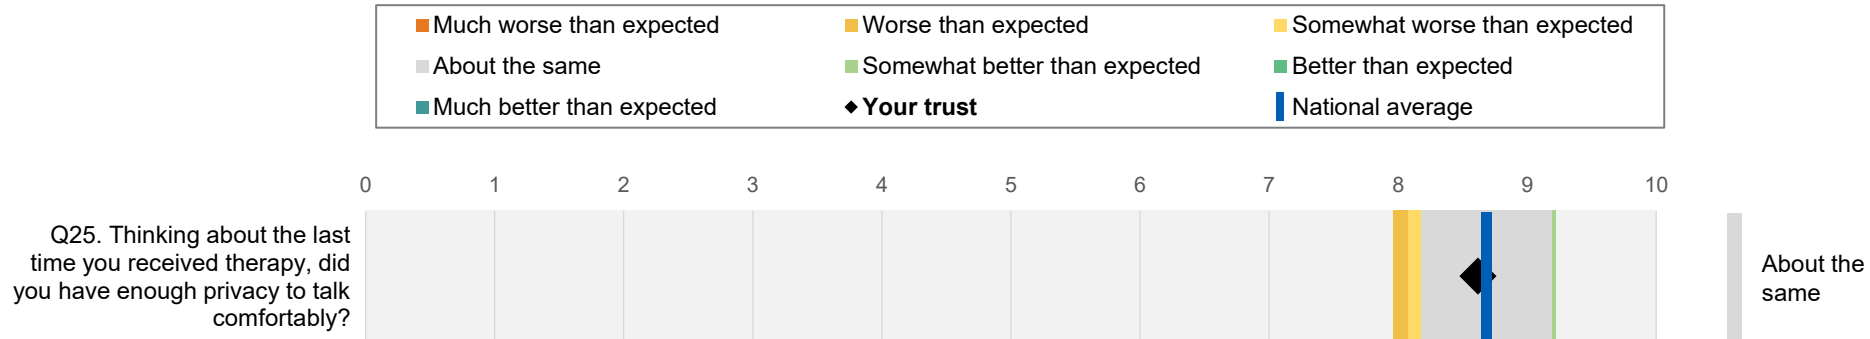 Much worse than expected
Worse than expected
Somewhat worse than expected
About the same
Somewhat better than expected
Better than expected
Much better than expected
Your trust
National average
0 1 2 3 4 5 6 7 8 9 10
Q25. Thinking about the last
time you received therapy, did
you have enough privacy to talk
comfortably?
About the
same